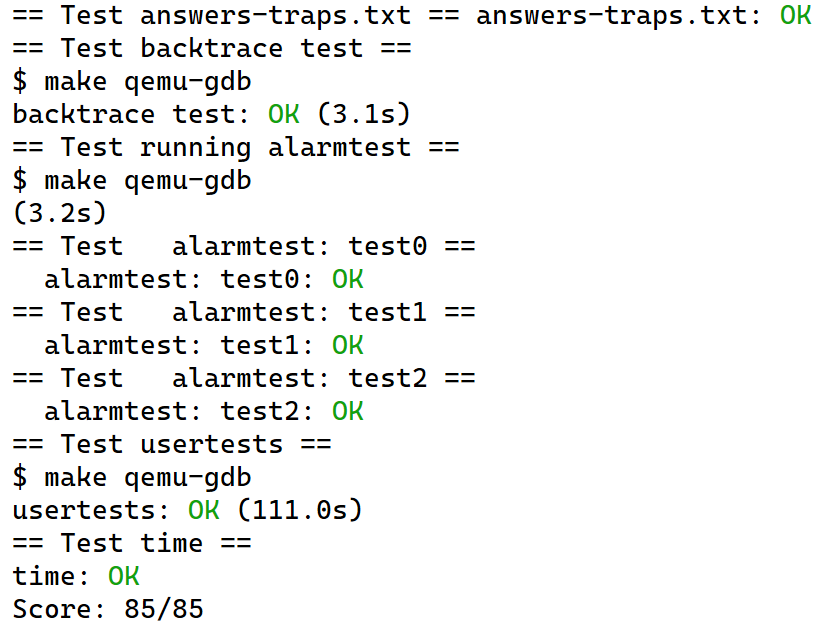 == Test answers-traps.txt == answers-traps.txt: OK
== Test backtrace test ==
$ make qemu-gdb
backtrace test: OK (3.1s)
== Test running alarmtest ==
$ make qemu-gdb
(3.2s)
== Test   alarmtest: test0 ==
  alarmtest: test0: OK
== Test   alarmtest: test1 ==
  alarmtest: test1: OK
== Test   alarmtest: test2 ==
  alarmtest: test2: OK
== Test usertests ==
$ make qemu-gdb
usertests: OK (111.0s)
== Test time ==
time: OK
Score: 85/85